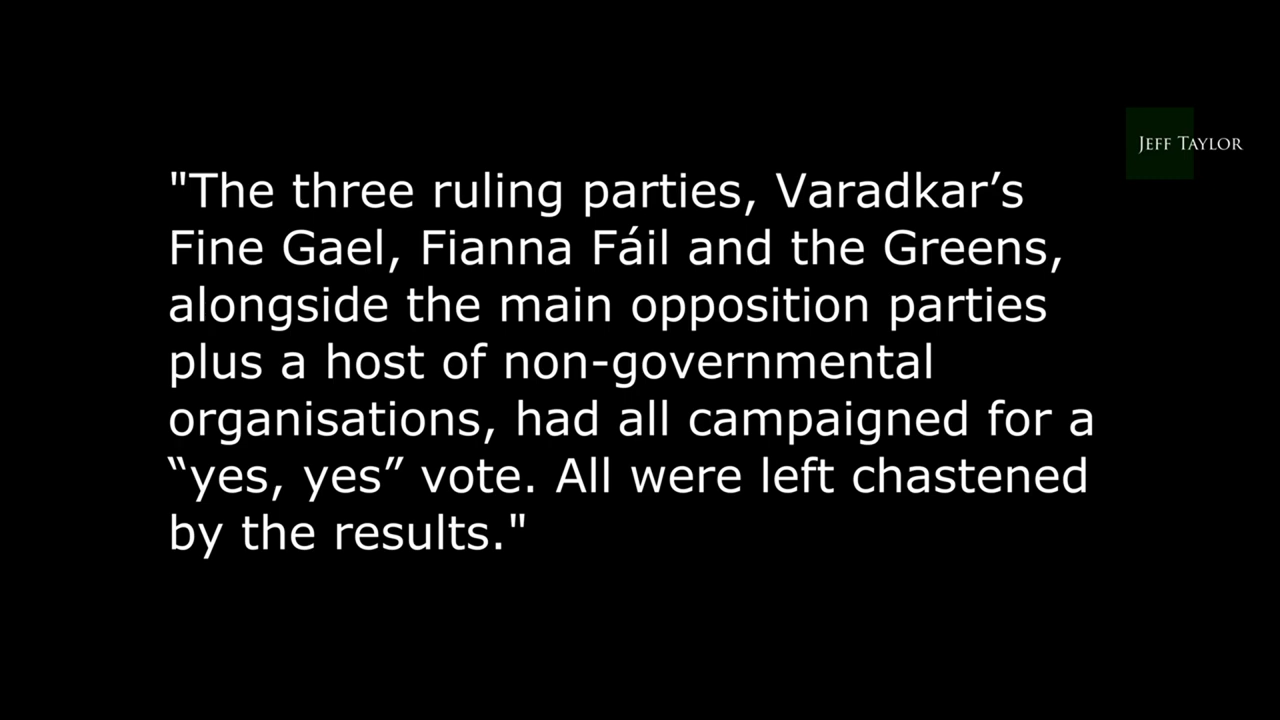 "The three ruling parties, Varadkar’s
Fine Gael, Fianna Fáil and the Greens,
alongside the main opposition parties
plus a host of non-governmental
organisations, had all campaigned for a
“yes, yes” vote. All were left chastened
by the results."
JEFF TAYLOR